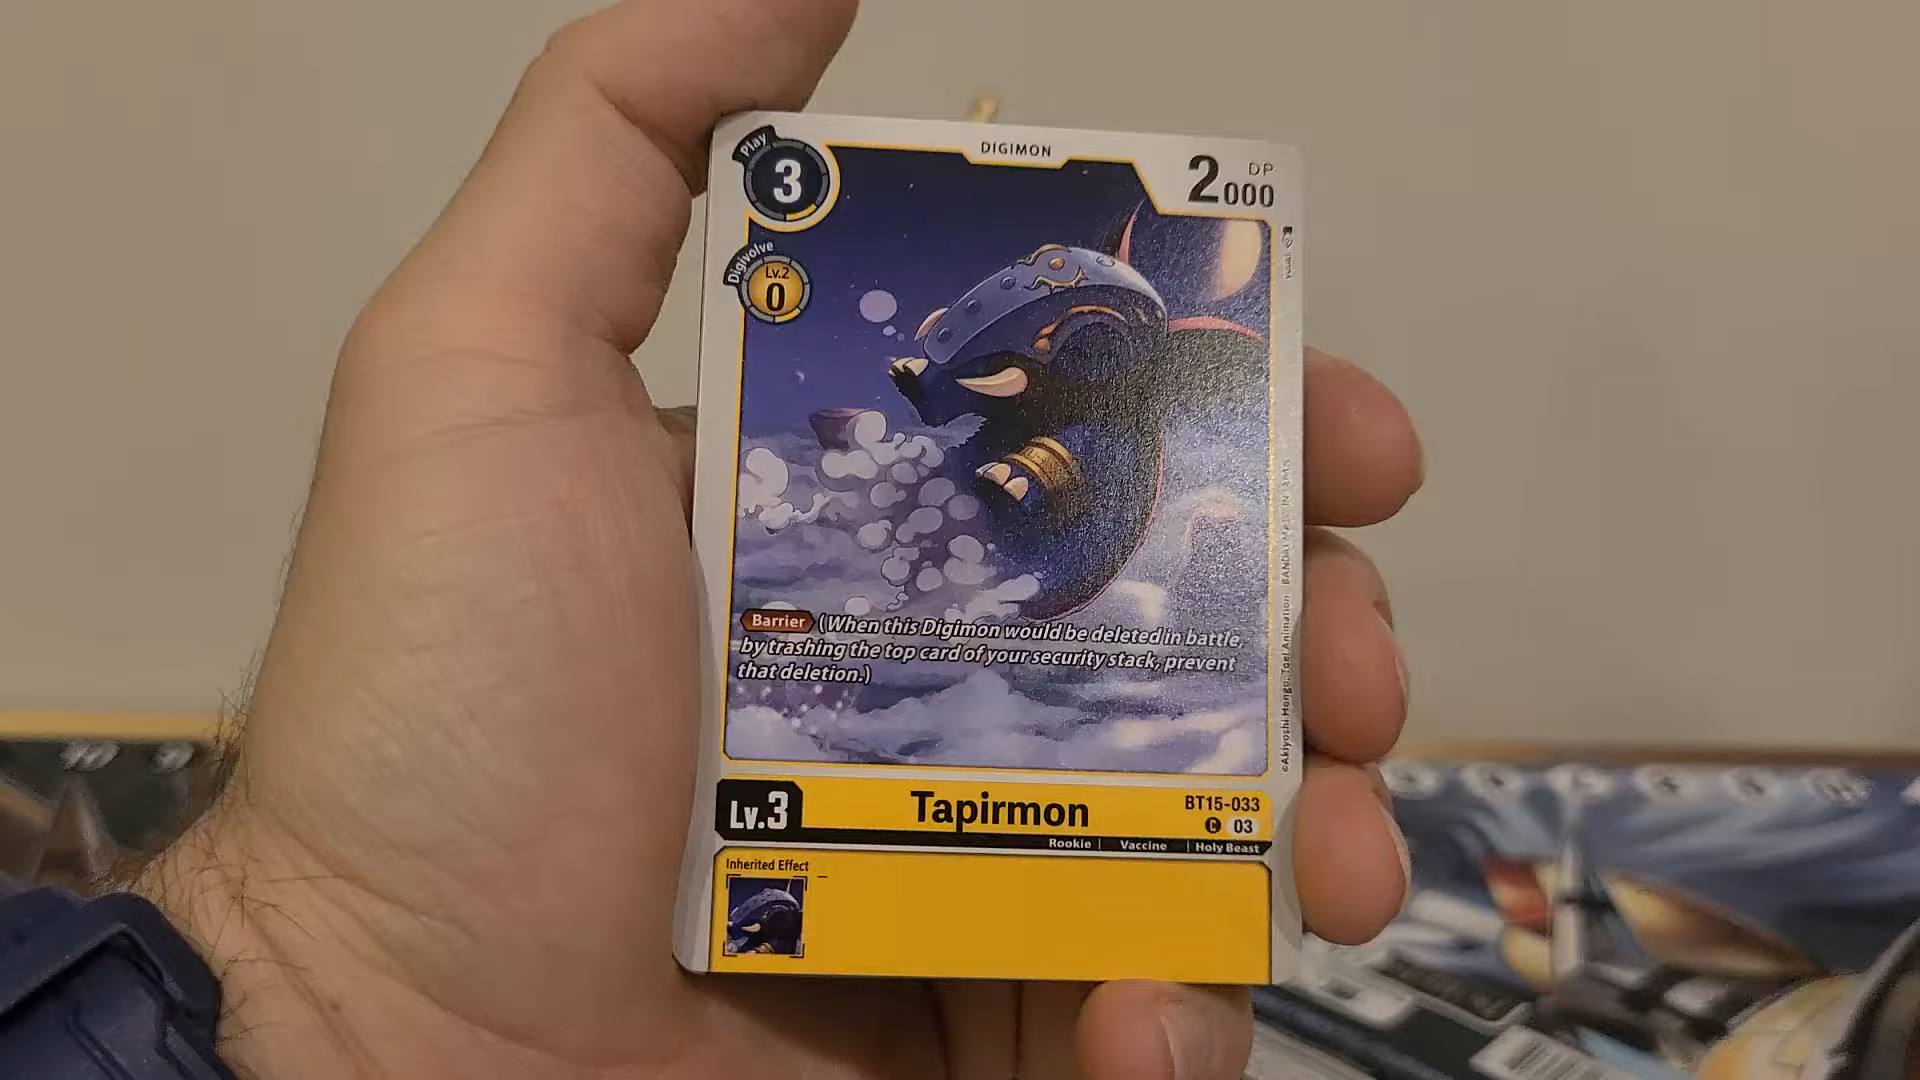 Play
3
DIGIMON
DP
2000
Digivolve
Lv.2
0
Barrier (When this Digimon would be deleted in battle,
by trashing the top card of your security stack, prevent
that deletion.)
©Akiyoshi Hongo, Toei Animation BANDAI MADE IN JAPAN
Lv.3
Tapirmon
BT15-033
C 03
Rookie | Vaccine | Holy Beast
Inherited Effect
–